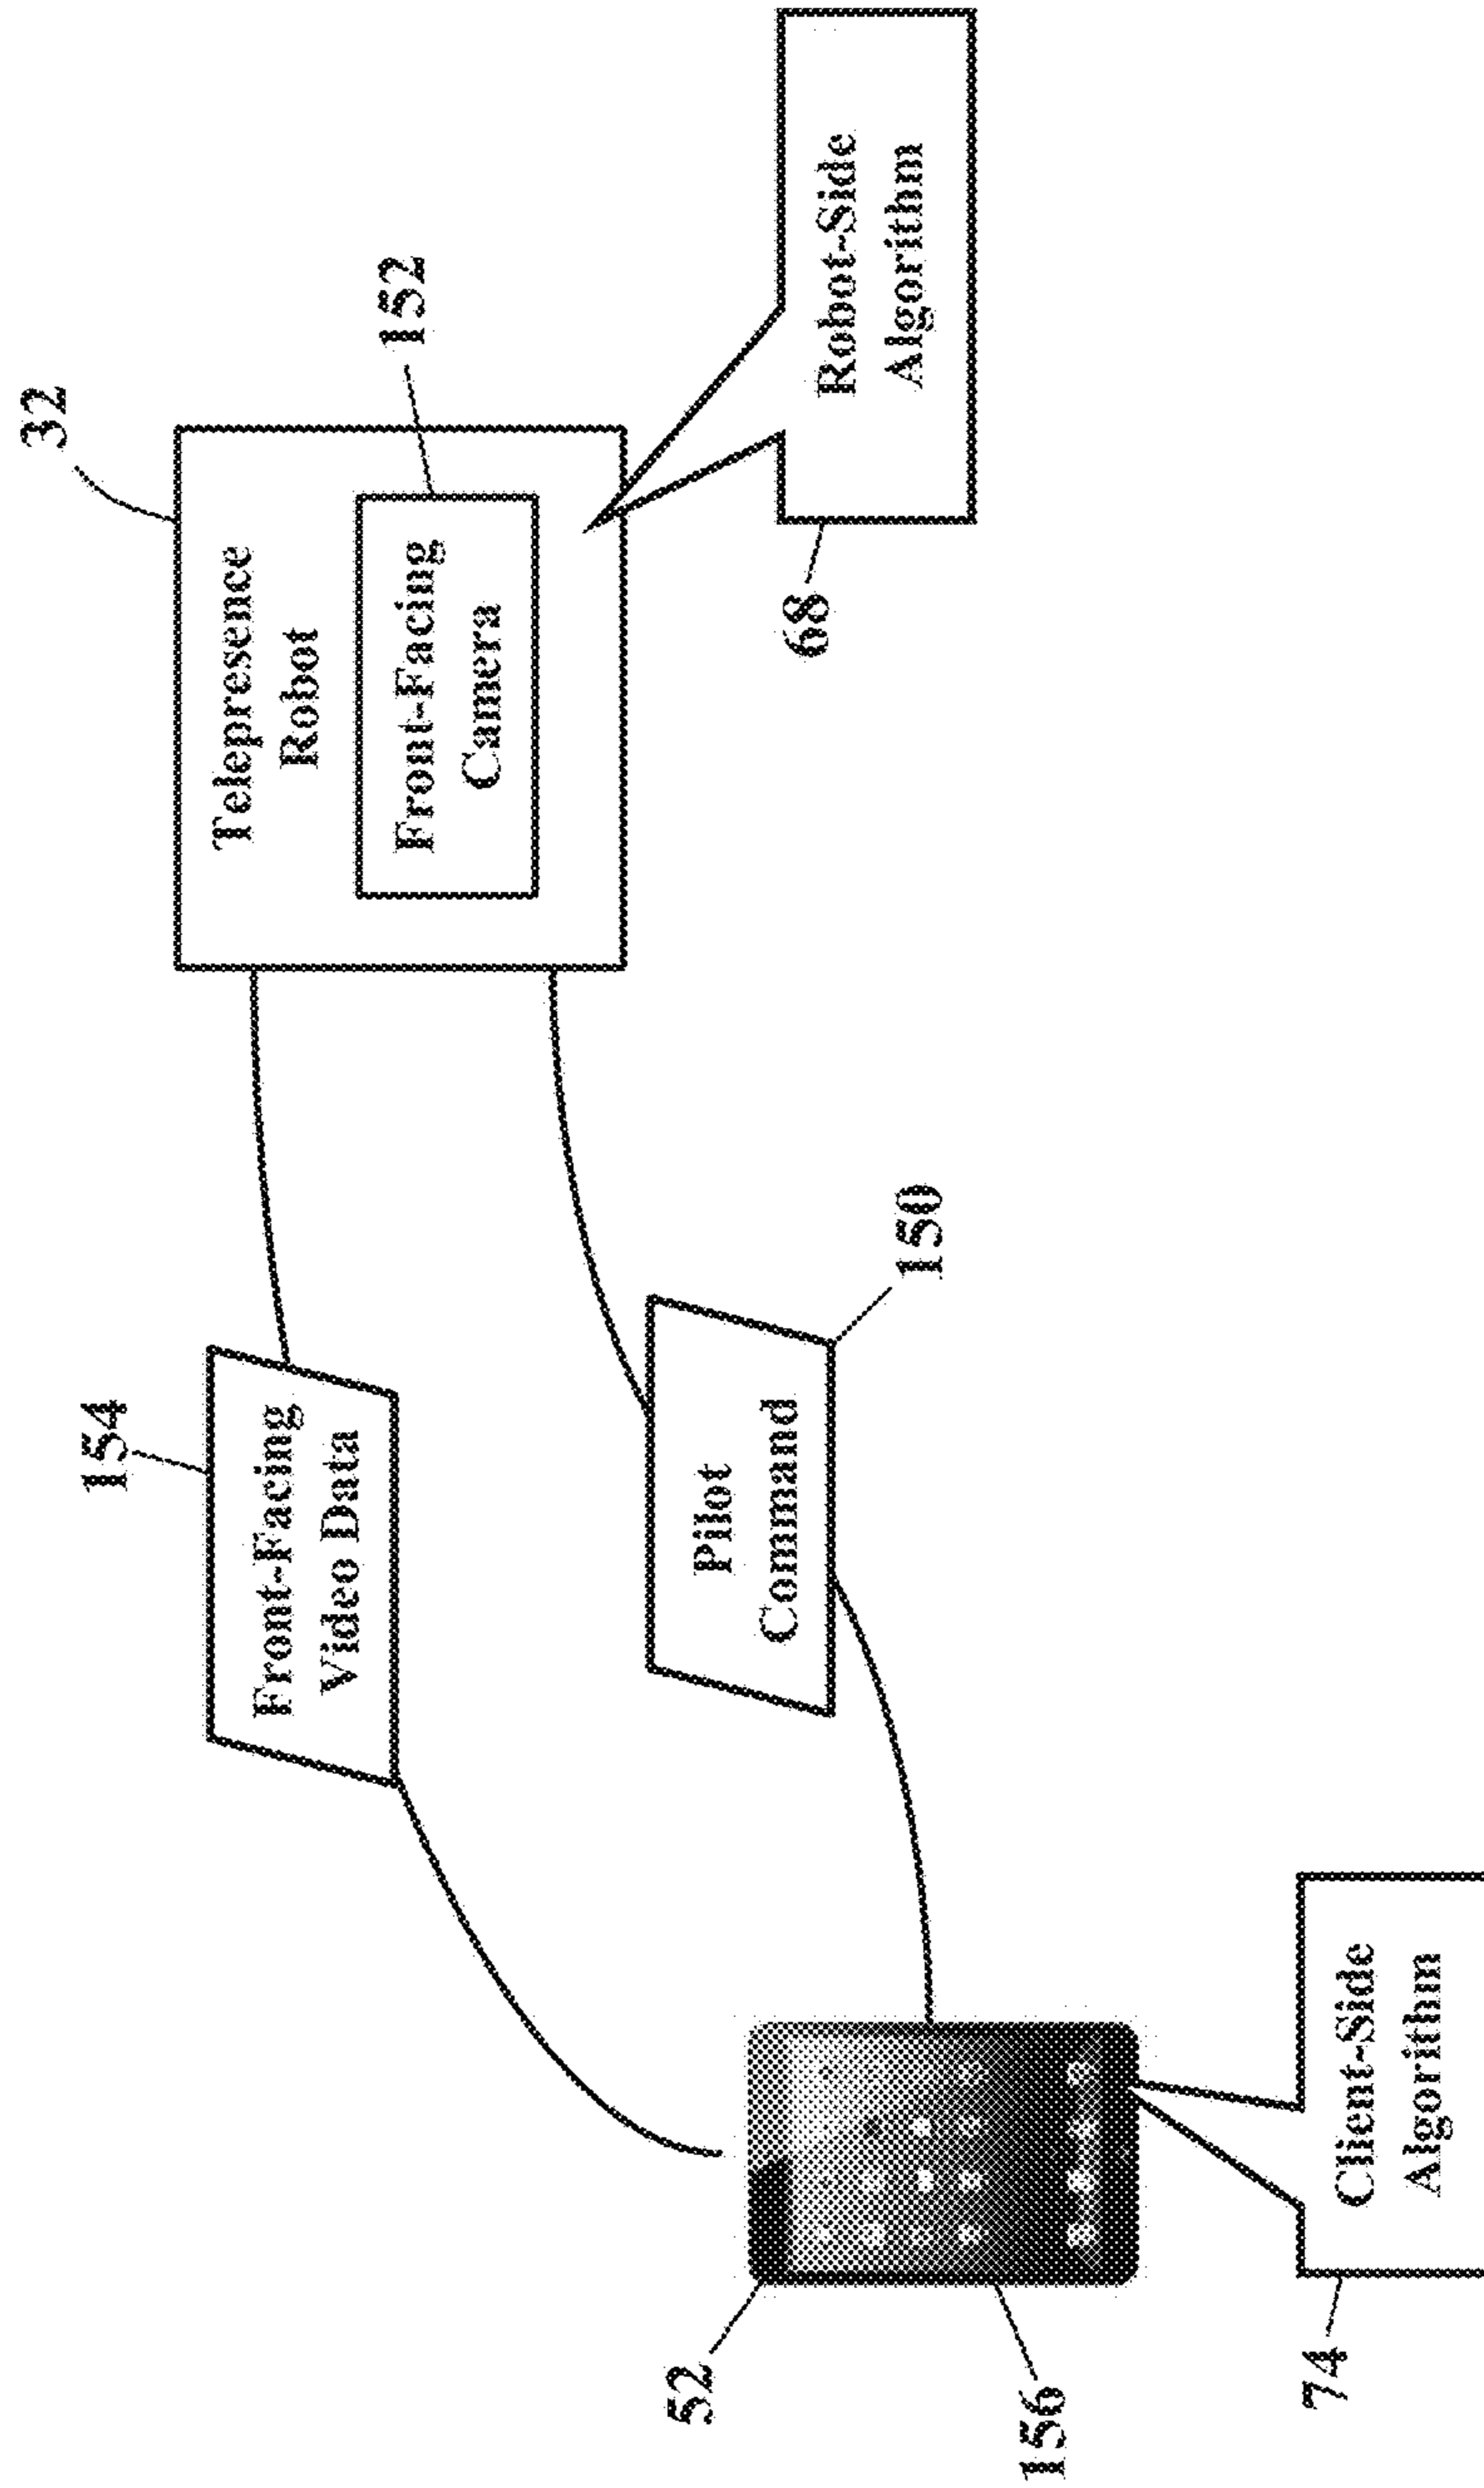 32
Telepresence
Robot
152
Front-Facing
Camera
154
Front-Facing
Video Data
Pilot
Command
150
68
Robot-Side
Algorithm
52
156
74
Client-Side
Algorithm